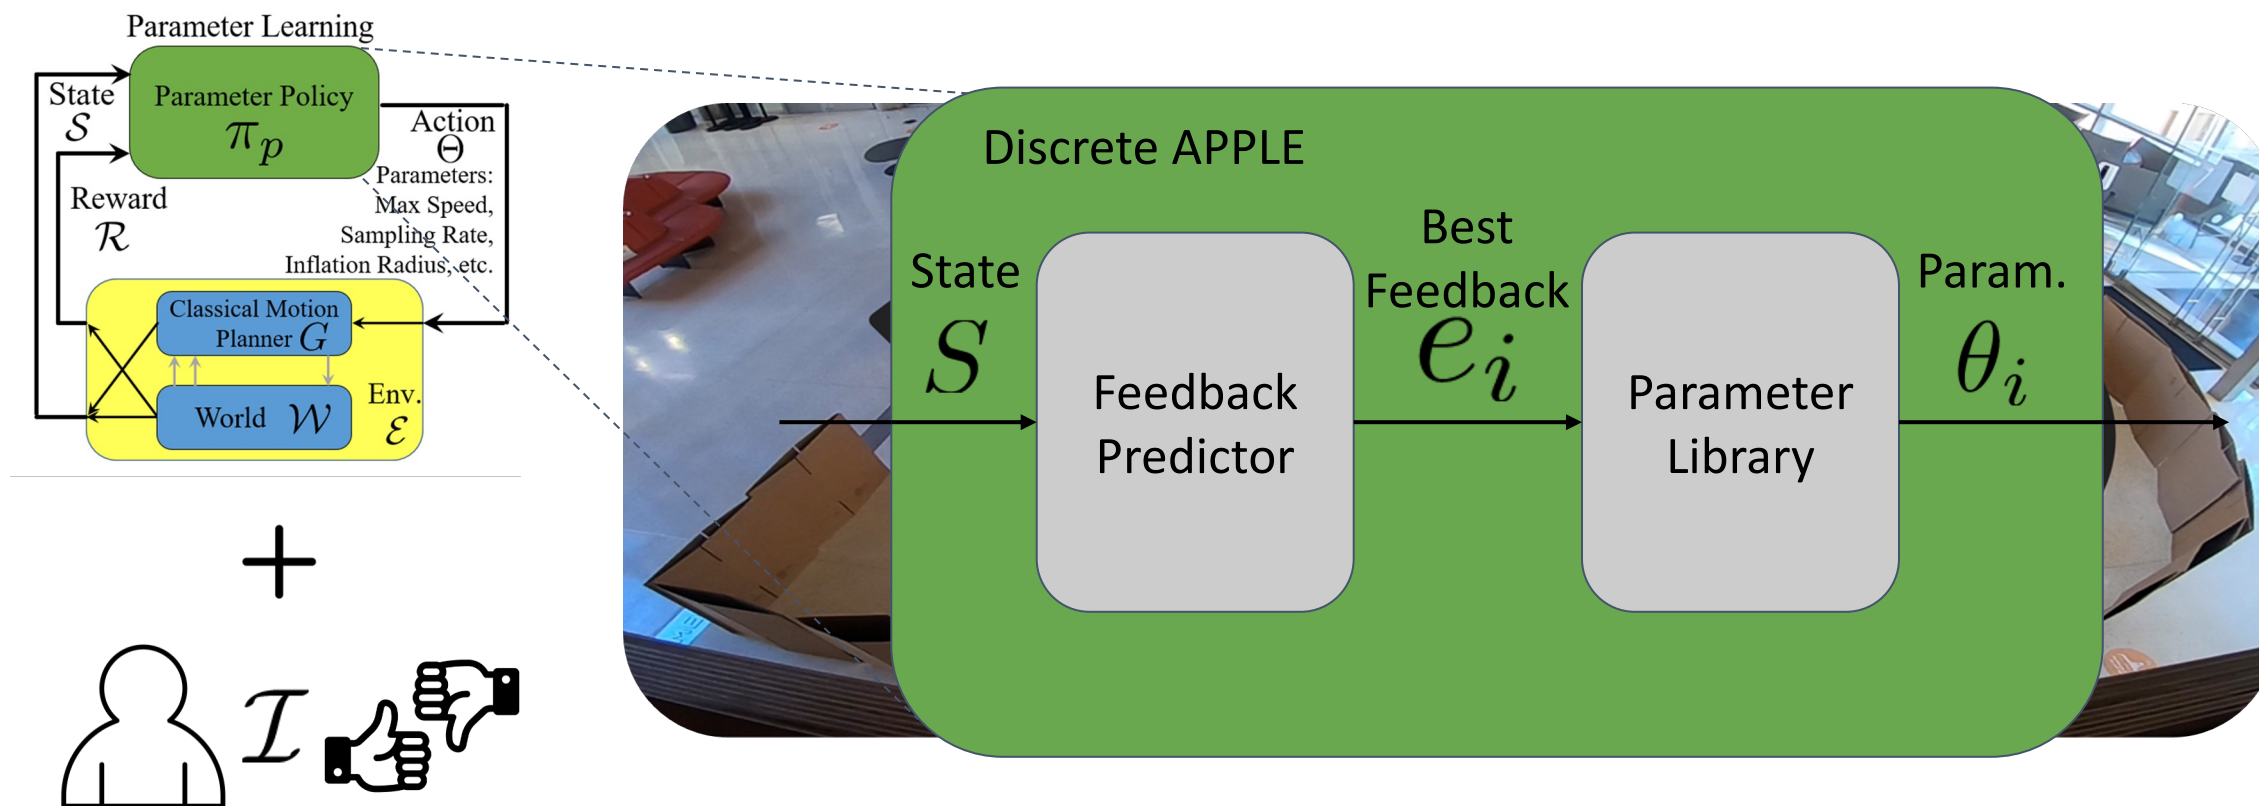 Parameter Learning
State
𝒮
Parameter Policy
π_p
Action
Θ
Parameters:
Max Speed,
Sampling Rate,
Inflation Radius, etc.
Reward
ℛ
Classical Motion
Planner G
World 𝒲
Env.
ℰ
+
ℐ
Discrete APPLE
State
S
Feedback
Predictor
Best
Feedback
e_i
Parameter
Library
Param.
θ_i